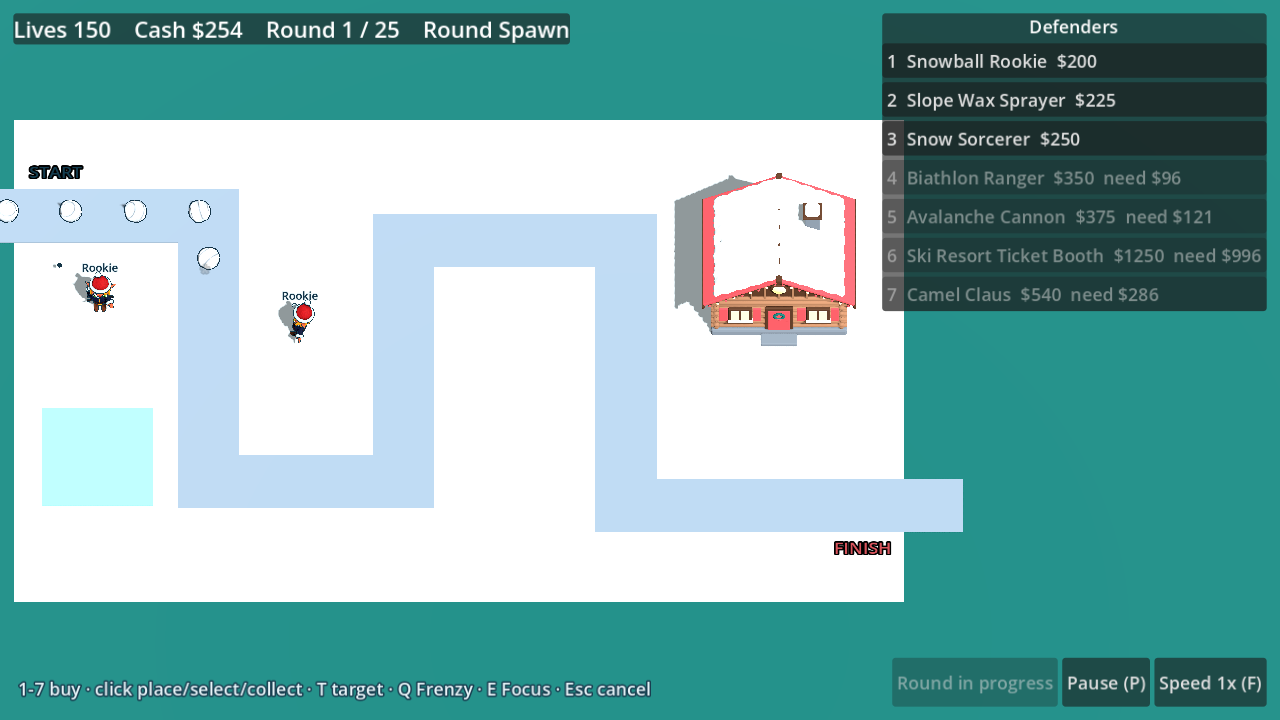 Lives 150 Cash $254 Round 1 / 25 Round Spawn
Defenders
1 Snowball Rookie $200
2 Slope Wax Sprayer $225
3 Snow Sorcerer $250
4 Biathlon Ranger $350 need $96
5 Avalanche Cannon $375 need $121
6 Ski Resort Ticket Booth $1250 need $996
7 Camel Claus $540 need $286
START
Rookie
Rookie
FINISH
1-7 buy · click place/select/collect · T target · Q Frenzy · E Focus · Esc cancel
Round in progress
Pause (P)
Speed 1x (F)